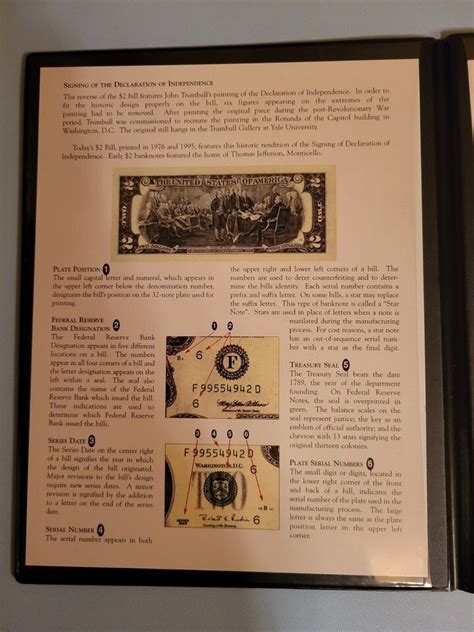 SIGNING OF THE DECLARATION OF INDEPENDENCE
The reverse of the $2 bill features John Trumbull's painting of the Declaration of Independence. In order to
fit the historic design properly on the bill, six figures appearing on the extremes of the
painting had to be removed. After painting the original piece during the post-Revolutionary War
period, Trumbull was commissioned to recreate the painting in the Rotunda of the Capitol building in
Washington, D.C. The original still hangs in the Trumbull Gallery at Yale University.
Today's $2 Bill, printed in 1976 and 1995, features this historic rendition of the Signing of Declaration of
Independence. Early $2 banknotes featured the home of Thomas Jefferson, Monticello.
THE UNITED STATES OF AMERICA
TWO
TWO
2
2
PLATE POSITION 1
The small capital letter and numeral, which appears in
the upper left corner below the denomination number,
designates the bill's position on the 32-note plate used for
printing.
FEDERAL RESERVE
BANK DESIGNATION 2
The Federal Reserve Bank
Designation appears in five different
locations on a bill. The numbers
appear in all four corners of a bill and
the letter designation appears on the
left within a seal. The seal also
contains the name of the Federal
Reserve Bank which issued the bill.
These indications are used to
determine which Federal Reserve
Bank issued the bill.
SERIES DATE 3
The Series Date on the center right
of a bill signifies the year in which
the design of the bill originated.
Major revisions to the bill's design
require new series dates. A minor
revision is signified by the addition
to a letter on the end of the series
date.
SERIAL NUMBER 4
The serial number appears in both
the upper right and lower left corners of a bill. The
numbers are used to deter counterfeiting and to deter-
mine the bills identity. Each serial number contains a
prefix and suffix letter. On some bills, a star may replace
the suffix letter. This type of banknote is called a "Star
Note". Stars are used in place of letters when a note is
mutilated during the manufacturing
process. For cost reasons, a star note
has an out-of-sequence serial num-
ber with a star as the final digit.
TREASURY SEAL 5
The Treasury Seal bears the date
1789, the year of the department
founding. On Federal Reserve
Notes, the seal is overprinted in
green. The balance scales on the
seal represent justice; the key as an
emblem of official authority; and the
chevron with 13 stars signifying the
original thirteen colonies.
PLATE SERIAL NUMBERS 6
The small digit or digits, located in
the lower right corner of the front
and back of a bill, indicates the
serial number of the plate used in the
manufacturing process. The large
letter is always the same as the plate
position letter in the upper left
corner.
1 2
6
F
F 99554942 D
6
F 99554942 D
WASHINGTON, D.C.
6
6